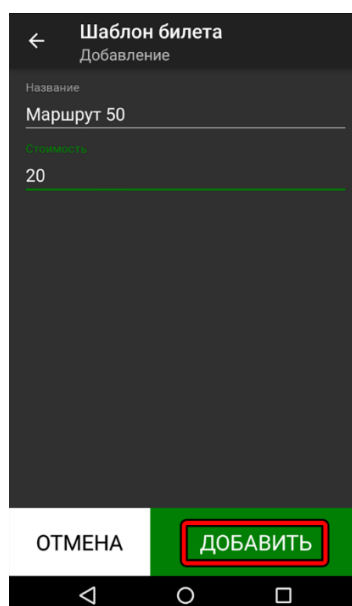 Шаблон билета
Добавление
Название
Маршрут 50
Стоимость
20
ОТМЕНА
ДОБАВИТЬ